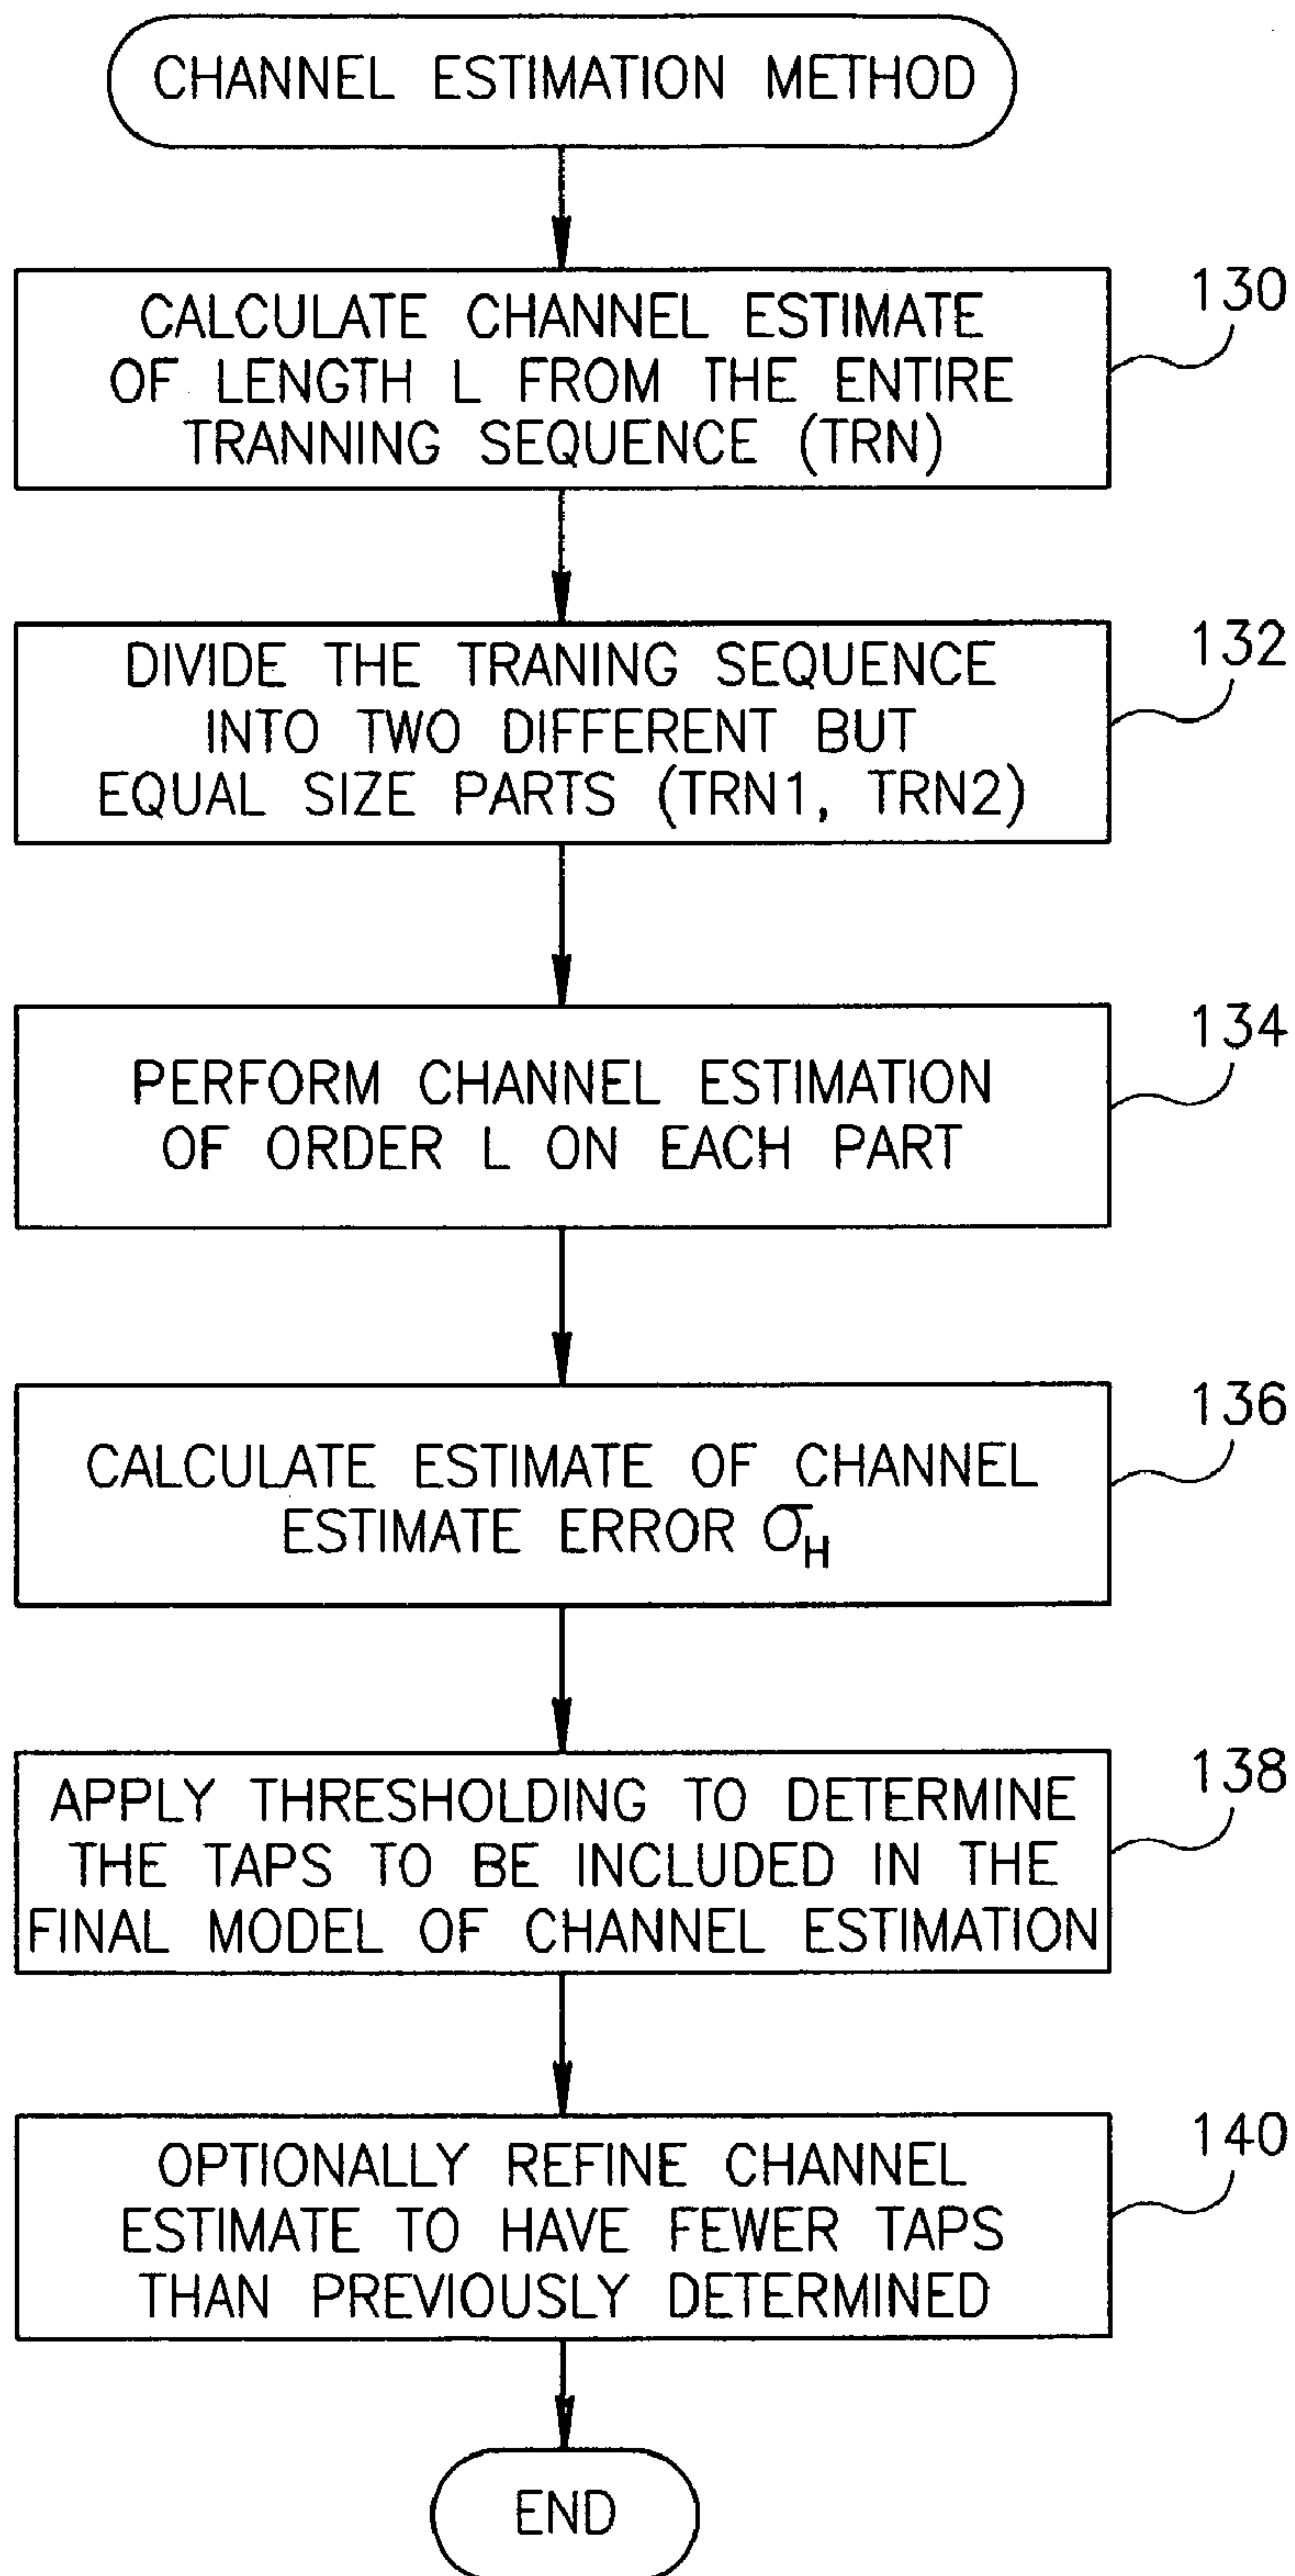 CHANNEL ESTIMATION METHOD
CALCULATE CHANNEL ESTIMATE
OF LENGTH L FROM THE ENTIRE
TRANNING SEQUENCE (TRN)
130
DIVIDE THE TRANING SEQUENCE
INTO TWO DIFFERENT BUT
EQUAL SIZE PARTS (TRN1, TRN2)
132
PERFORM CHANNEL ESTIMATION
OF ORDER L ON EACH PART
134
CALCULATE ESTIMATE OF CHANNEL
ESTIMATE ERROR σH
136
APPLY THRESHOLDING TO DETERMINE
THE TAPS TO BE INCLUDED IN THE
FINAL MODEL OF CHANNEL ESTIMATION
138
OPTIONALLY REFINE CHANNEL
ESTIMATE TO HAVE FEWER TAPS
THAN PREVIOUSLY DETERMINED
140
END